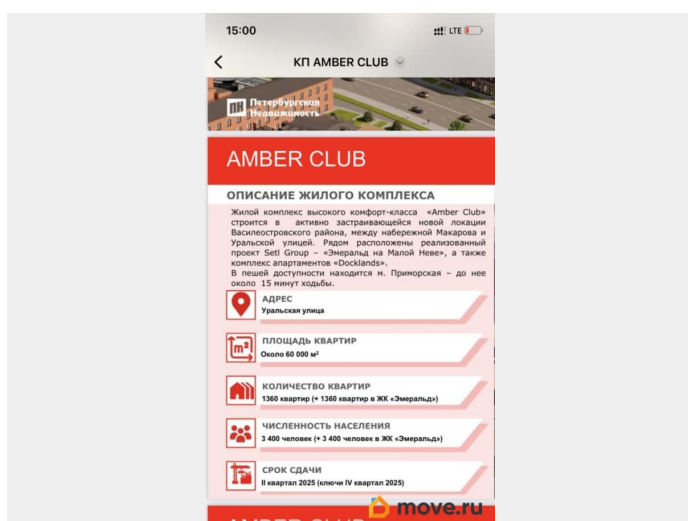 15:00
LTE
КП AMBER CLUB
ПН
Петербургская
Недвижимость
AMBER CLUB
ОПИСАНИЕ ЖИЛОГО КОМПЛЕКСА
Жилой комплекс высокого комфорт-класса «Amber Club»
строится в активно застраивающейся новой локации
Василеостровского района, между набережной Макарова и
Уральской улицей. Рядом расположены реализованный
проект Setl Group – «Эмеральд на Малой Неве», а также
комплекс апартаментов «Docklands».
В пешей доступности находится м. Приморская – до нее
около 15 минут ходьбы.
АДРЕС
Уральская улица
m²
ПЛОЩАДЬ КВАРТИР
Около 60 000 м²
КОЛИЧЕСТВО КВАРТИР
1360 квартир (+ 1360 квартир в ЖК «Эмеральд»)
ЧИСЛЕННОСТЬ НАСЕЛЕНИЯ
3 400 человек (+ 3 400 человек в ЖК «Эмеральд»)
СРОК СДАЧИ
II квартал 2025 (ключи IV квартал 2025)
move.ru
AMBER CLUB